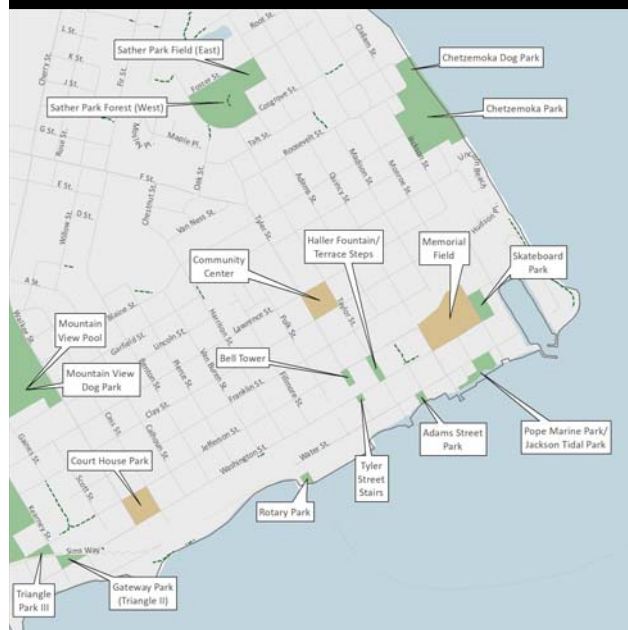 L St.
K St.
J St.
Cherry St.
Fir St.
Rose St.
G St.
Maple Pl.
F St.
E St.
D St.
Willow St.
Chestnut St.
Oak St.
A St.
Root St.
Clallam St.
Foster St.
Cosgrove St.
Taft St.
Roosevelt St.
Van Ness St.
Tyler St.
Adams St.
Quincy St.
Madison St.
Monroe St.
Jackson St.
Hudson Pl.
Sather Park Field (East)
Sather Park Forest (West)
Chetzemoka Dog Park
Chetzemoka Park
Community
Center
Haller Fountain/
Terrace Steps
Memorial
Field
Skateboard
Park
Walker St.
Blaine St.
Garfield St.
Lincoln St.
Lawrence St.
Harrison St.
Polk St.
Taylor St.
Mountain
View Pool
Mountain View
Dog Park
Bell Tower
Benton St.
Pierce St.
Van Buren St.
Franklin St.
Fillmore St.
Clay St.
Cass St.
Calhoun St.
Jefferson St.
Washington St.
Water St.
Gaines St.
Scott St.
Kearney St.
Sims Way
Court House Park
Tyler
Street
Stairs
Adams Street
Park
Pope Marine Park/
Jackson Tidal Park
Rotary Park
Triangle
Park III
Gateway Park
(Triangle II)